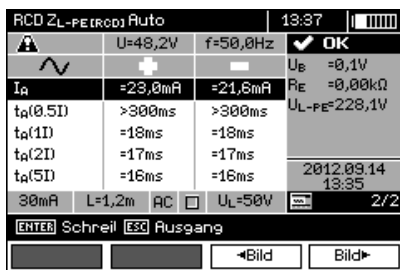 RCD ZL-PE[RCD] Auto 13:37
U=48,2V f=50,0Hz ✔ OK
UB =0,1V
IA =23,0mA =21,6mA RE =0,00kΩ
tA(0.5I) >300ms >300ms UL-PE=228,1V
tA(1I) =18ms =18ms
tA(2I) =17ms =17ms
tA(5I) =16ms =16ms 2012.09.14
13:35
30mA L=1,2m AC UL=50V 2/2
ENTER Schreil ESC Ausgang
◄Bild Bild►